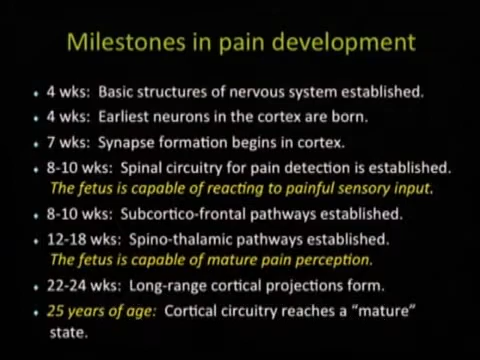 Milestones in pain development
4 wks: Basic structures of nervous system established.
4 wks: Earliest neurons in the cortex are born.
7 wks: Synapse formation begins in cortex.
8-10 wks: Spinal circuitry for pain detection is established.
The fetus is capable of reacting to painful sensory input.
8-10 wks: Subcortico-frontal pathways established.
12-18 wks: Spino-thalamic pathways established.
The fetus is capable of mature pain perception.
22-24 wks: Long-range cortical projections form.
25 years of age: Cortical circuitry reaches a “mature”
state.